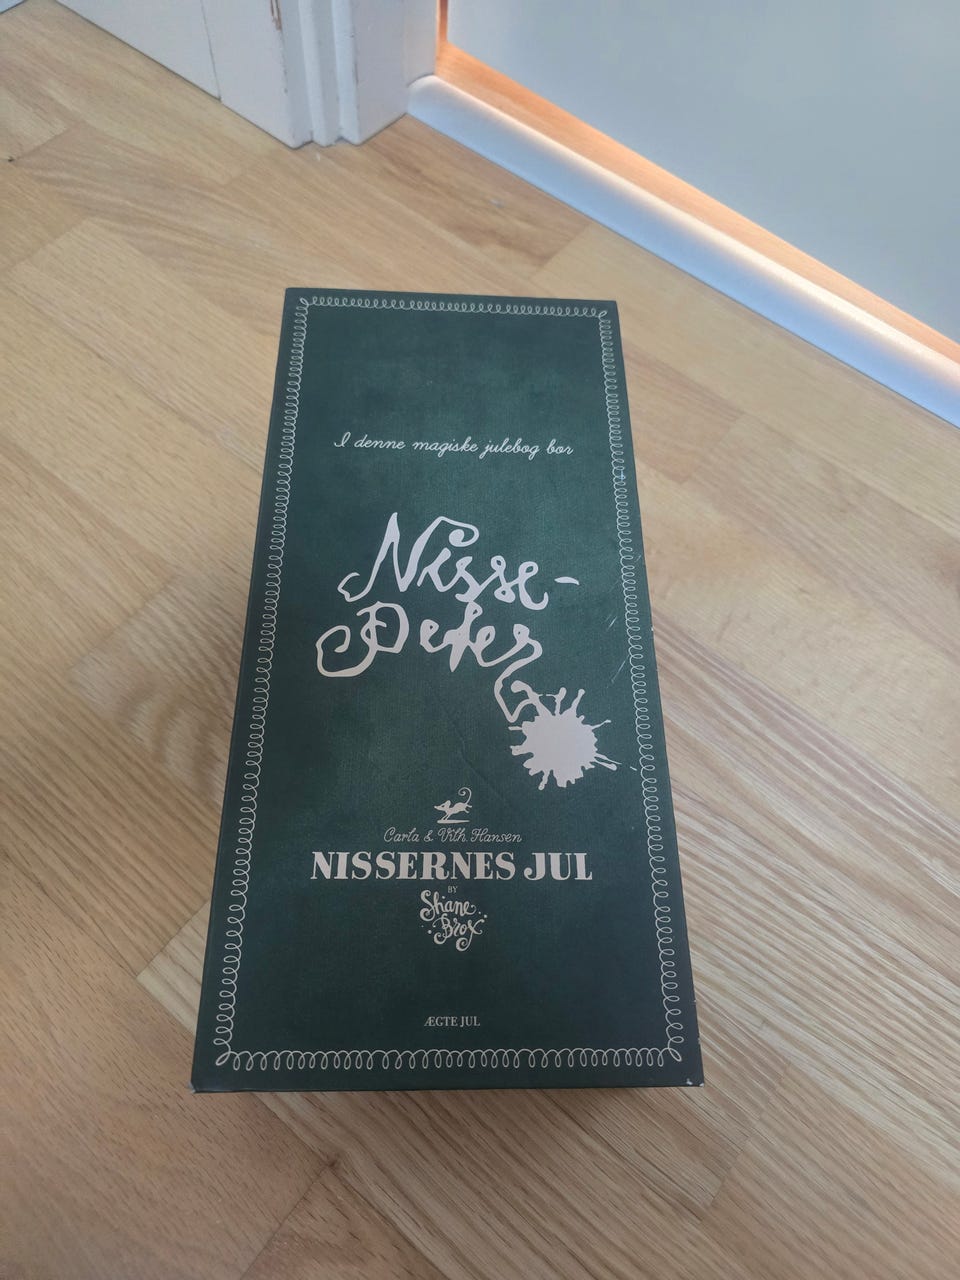 I denne magiske julebog bor
Nisse-
Peter
Carla & Vilh. Hansen
NISSERNES JUL
BY
Shane
Brox
ÆGTE JUL